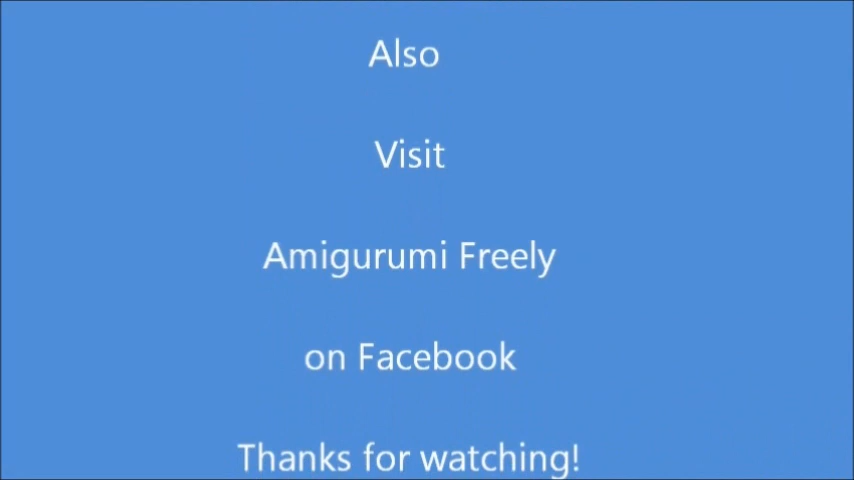 Also
Visit
Amigurumi Freely
on Facebook
Thanks for watching!